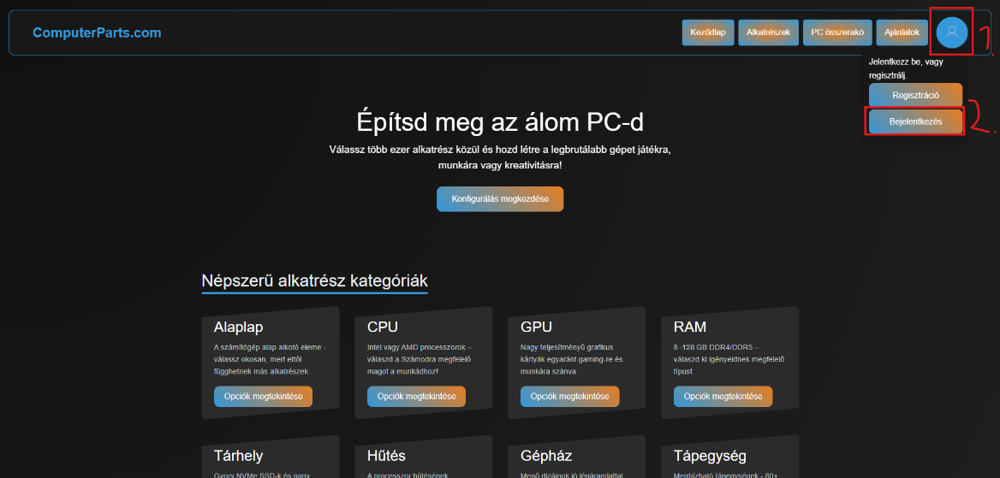 ComputerParts.com
Kezdőlap
Alkatrészek
PC összerakó
Ajánlatok
1.
Jelentkezz be, vagy
regisztrálj.
Regisztráció
Bejelentkezés
2.
Építsd meg az álom PC-d
Válassz több ezer alkatrész közül és hozd létre a legbrutálabb gépet játékra,
munkára vagy kreativitásra!
Konfigurálás megkezdése
Népszerű alkatrész kategóriák
Alaplap
A számítógép alap alkotó eleme -
válassz okosan, mert ettől
függhetnek más alkatrészek.
Opciók megtekintése
CPU
Intel vagy AMD processzorok –
válaszd a Számodra megfelelő
magot a munkádhoz!
Opciók megtekintése
GPU
Nagy teljesítményű grafikus
kártyák egyaránt gaming-re és
munkára szánva.
Opciók megtekintése
RAM
8 -128 GB DDR4/DDR5 –
válaszd ki igényeidnek megfelelő
típust.
Opciók megtekintése
Tárhely
Gyors NVMe SSD-k és nagy
Hűtés
A processzor hűtésének
Gépház
Menő dizájnok jó légáramlattal
Tápegység
Megbízható tápegységek - 80+